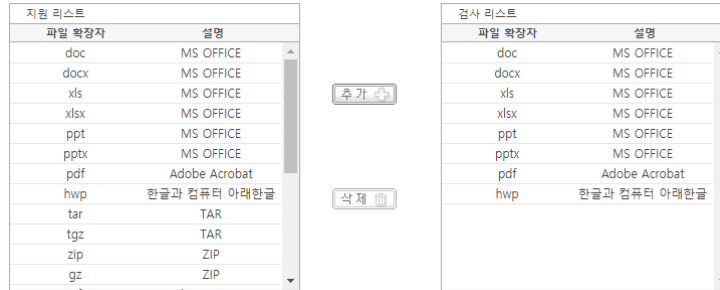 지원 리스트
파일 확장자 설명
doc MS OFFICE
docx MS OFFICE
xls MS OFFICE
xlsx MS OFFICE
ppt MS OFFICE
pptx MS OFFICE
pdf Adobe Acrobat
hwp 한글과 컴퓨터 아래한글
tar TAR
tgz TAR
zip ZIP
gz ZIP
추가
삭제
검사 리스트
파일 확장자 설명
doc MS OFFICE
docx MS OFFICE
xls MS OFFICE
xlsx MS OFFICE
ppt MS OFFICE
pptx MS OFFICE
pdf Adobe Acrobat
hwp 한글과 컴퓨터 아래한글